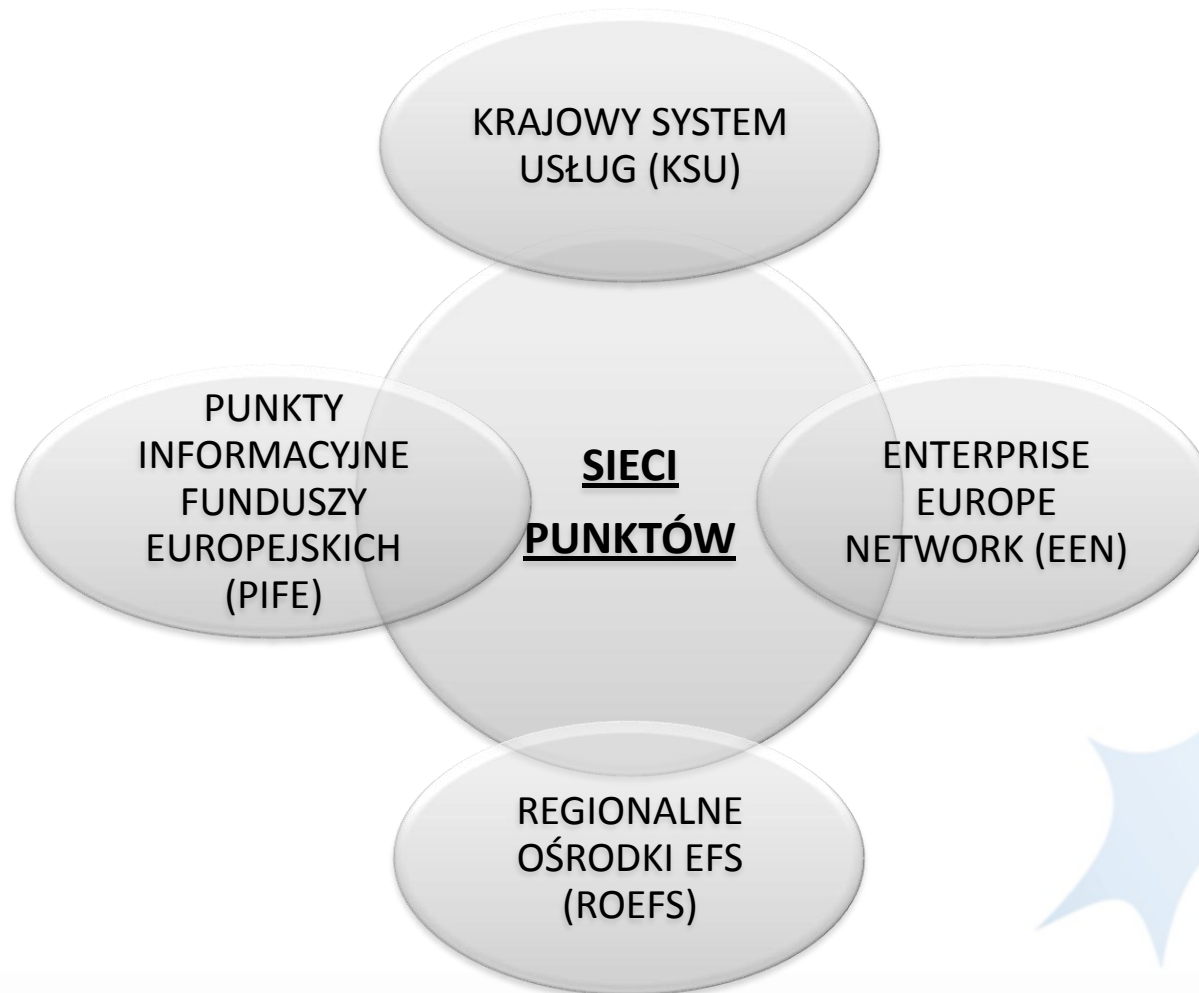 KRAJOWY SYSTEM
USŁUG (KSU)
PUNKTY
INFORMACYJNE
FUNDUSZY
EUROPEJSKICH
(PIFE)
SIECI
PUNKTÓW
ENTERPRISE
EUROPE
NETWORK (EEN)
REGIONALNE
OŚRODKI EFS
(ROEFS)